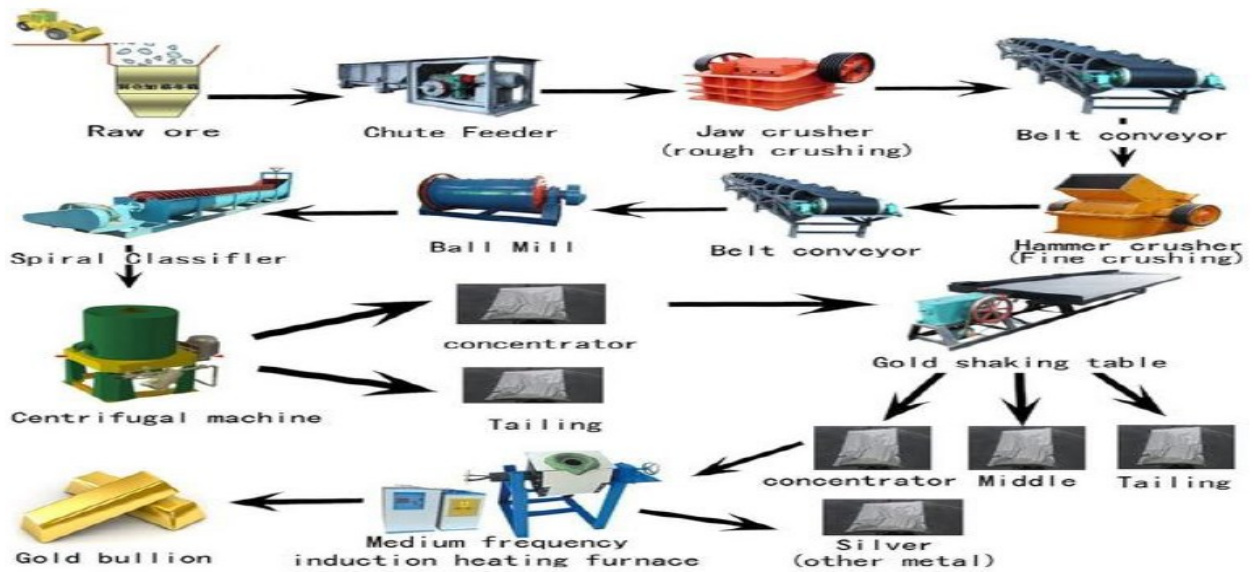 Raw ore
Chute Feeder
Jaw crusher
(rough crushing)
Belt conveyor
Spiral Classifler
Ball Mill
Belt conveyor
Hammer crusher
(Fine crushing)
concentrator
Gold shaking table
Centrifugal machine
Tailing
concentrator
Middle
Tailing
Gold bullion
Medium frequency
induction heating furnace
Silver
(other metal)